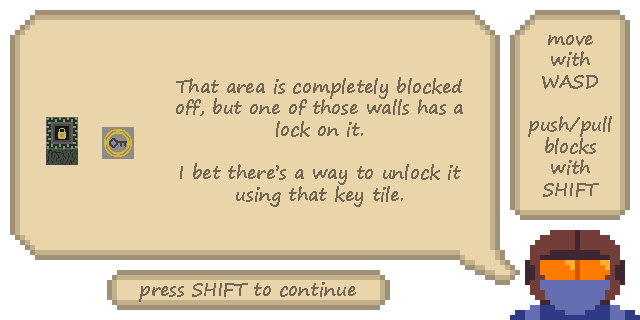 That area is completely blocked
off, but one of those walls has a
lock on it.
I bet there's a way to unlock it
using that key tile.
press SHIFT to continue
move
with
WASD
push/pull
blocks
with
SHIFT